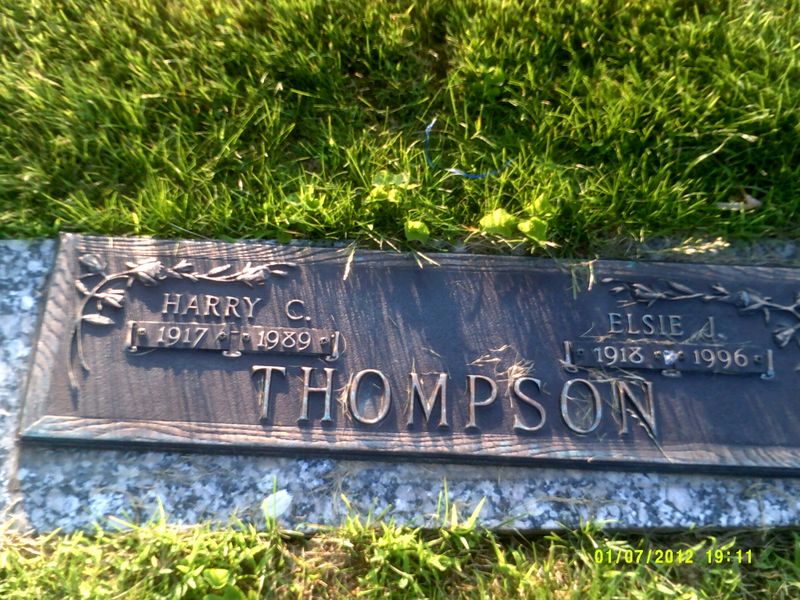 HARRY C.
1917 1989
ELSIE J.
1918 1996
THOMPSON
01/07/2012 19:11